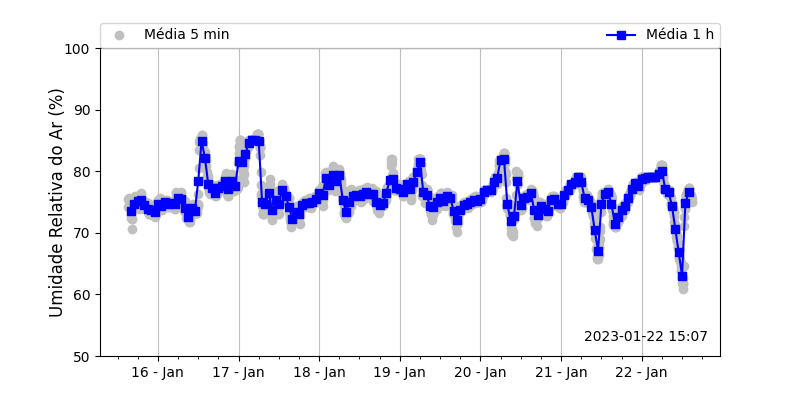 Média 5 min
Média 1 h
Umidade Relativa do Ar (%)
100
90
80
70
60
50
2023-01-22 15:07
16 - Jan
17 - Jan
18 - Jan
19 - Jan
20 - Jan
21 - Jan
22 - Jan